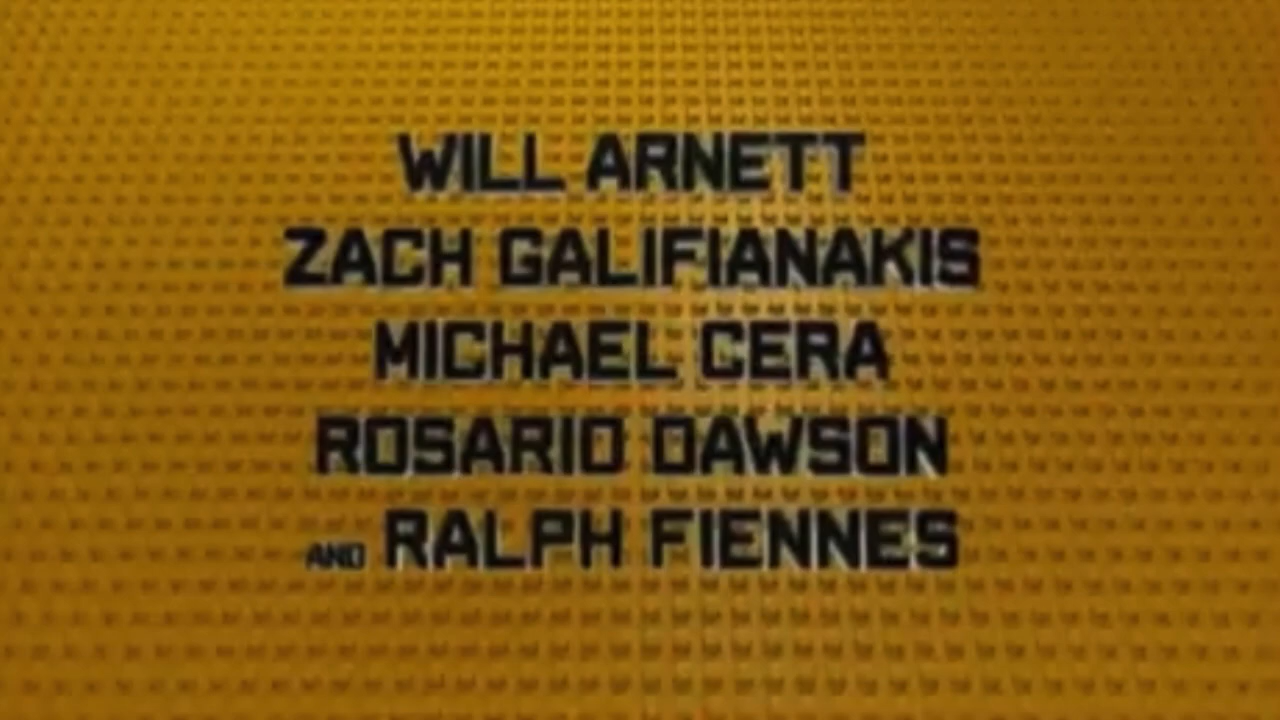 WILL ARNETT
ZACH GALIFIANAKIS
MICHAEL CERA
ROSARIO DAWSON
AND RALPH FIENNES